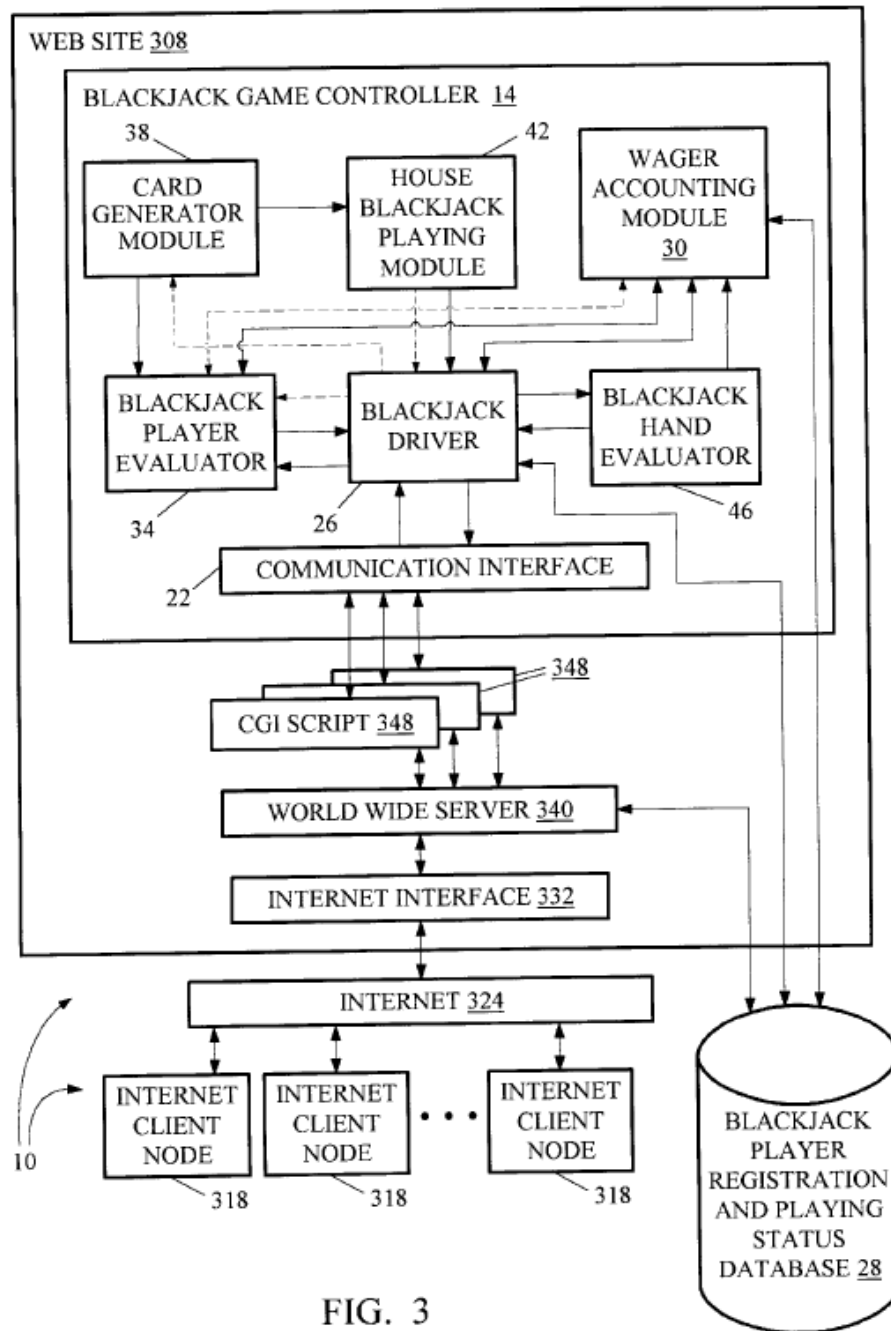 WEB SITE 308
BLACKJACK GAME CONTROLLER 14
38
42
CARD
GENERATOR
MODULE
HOUSE
BLACKJACK
PLAYING
MODULE
WAGER
ACCOUNTING
MODULE
30
BLACKJACK
PLAYER
EVALUATOR
BLACKJACK
DRIVER
BLACKJACK
HAND
EVALUATOR
34
26
46
22
COMMUNICATION INTERFACE
348
CGI SCRIPT 348
WORLD WIDE SERVER 340
INTERNET INTERFACE 332
INTERNET 324
INTERNET
CLIENT
NODE
INTERNET
CLIENT
NODE
INTERNET
CLIENT
NODE
10
318
318
318
BLACKJACK
PLAYER
REGISTRATION
AND PLAYING
STATUS
DATABASE 28
FIG. 3